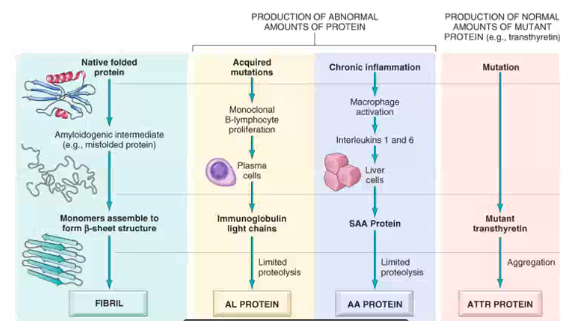 PRODUCTION OF ABNORMAL
AMOUNTS OF PROTEIN
PRODUCTION OF NORMAL
AMOUNTS OF MUTANT
PROTEIN (e.g., transthyretin)
Native folded
protein
Amyloidogenic intermediate
(e.g., misfolded protein)
Monomers assemble to
form β-sheet structure
FIBRIL
Acquired
mutations
Monoclonal
B-lymphocyte
proliferation
Plasma
cells
Immunoglobulin
light chains
Limited
proteolysis
AL PROTEIN
Chronic inflammation
Macrophage
activation
Interleukins 1 and 6
Liver
cells
SAA Protein
Limited
proteolysis
AA PROTEIN
Mutation
Mutant
transthyretin
Aggregation
ATTR PROTEIN